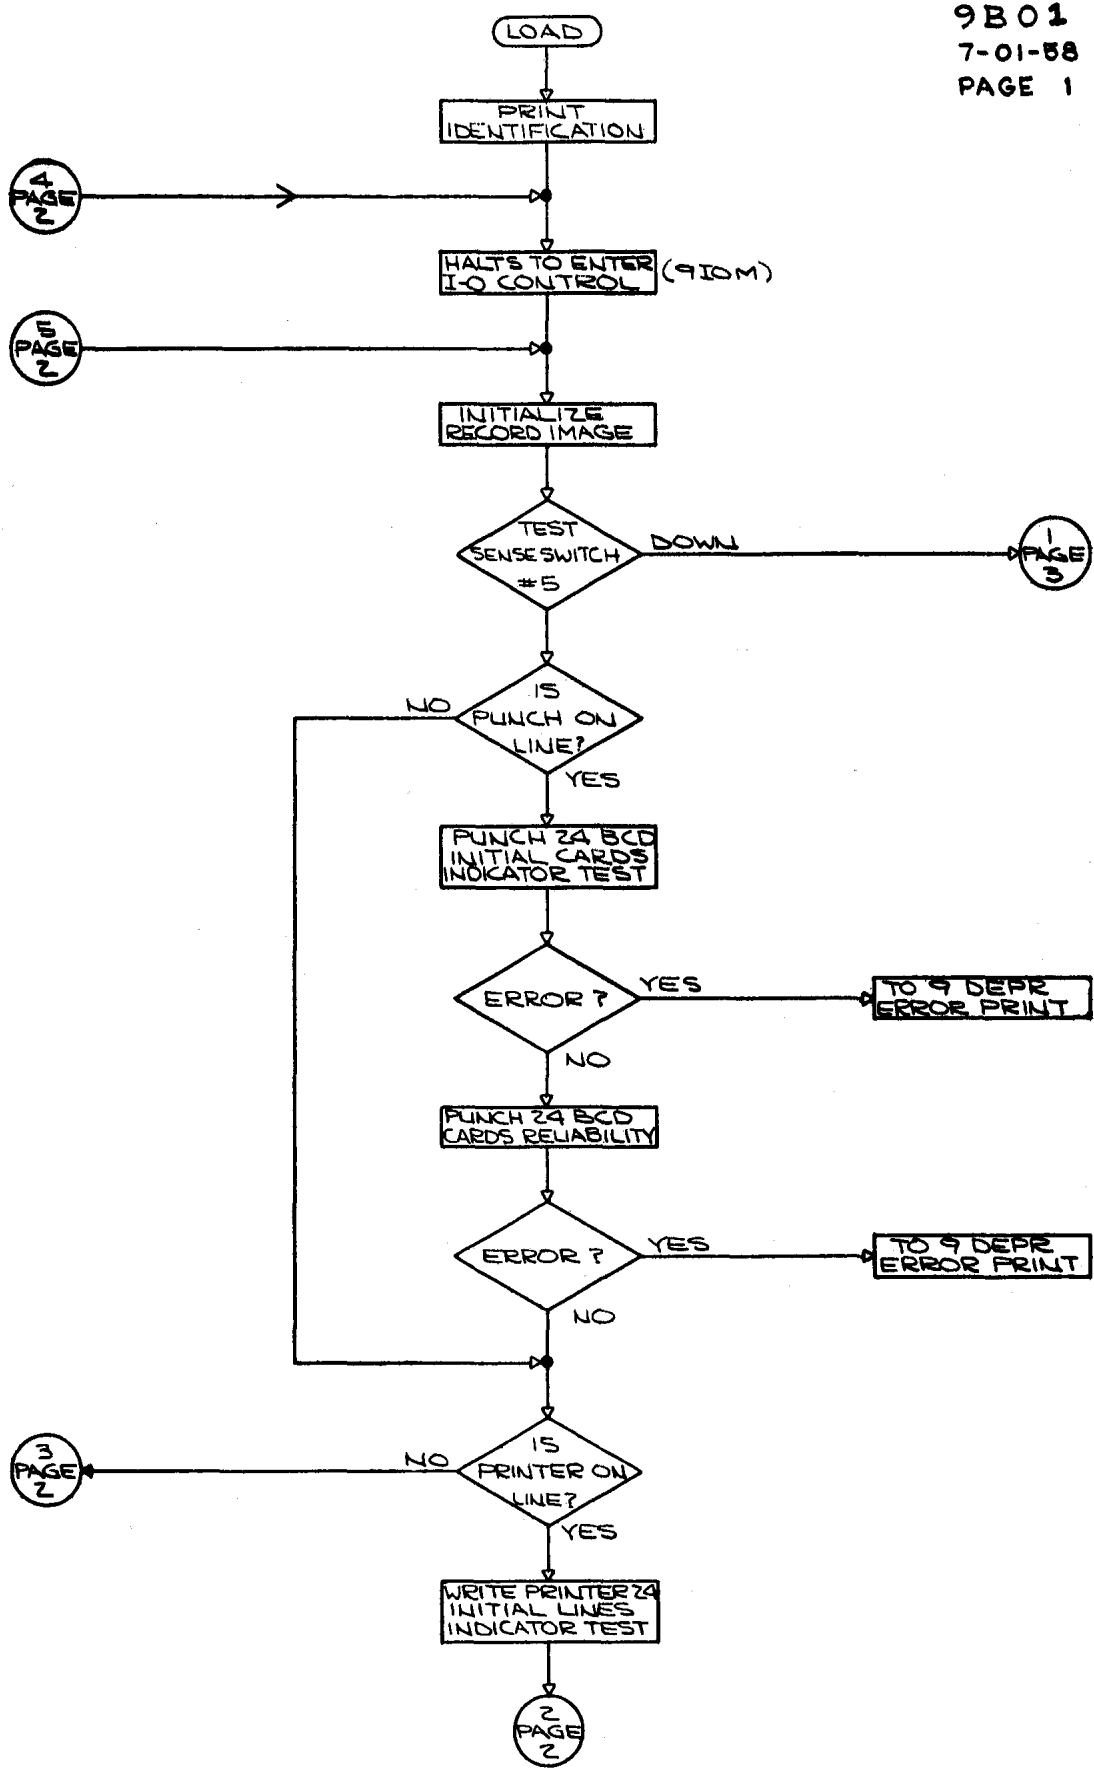 LOAD
9B01
7-01-58
PAGE 1
PRINT
IDENTIFICATION
4
PAGE
2
HALTS TO ENTER
I-O CONTROL
(9IOM)
5
PAGE
2
INITIALIZE
RECORD IMAGE
TEST
SENSE SWITCH
#5
DOWN
1
PAGE
3
IS
PUNCH ON
LINE?
NO
YES
PUNCH 24 BCD
INITIAL CARDS
INDICATOR TEST
ERROR?
YES
TO 9 DEPR
ERROR PRINT
NO
PUNCH 24 BCD
CARDS RELIABILITY
ERROR?
YES
TO 9 DEPR
ERROR PRINT
NO
3
PAGE
2
NO
IS
PRINTER ON
LINE?
YES
WRITE PRINTER 24
INITIAL LINES
INDICATOR TEST
2
PAGE
2